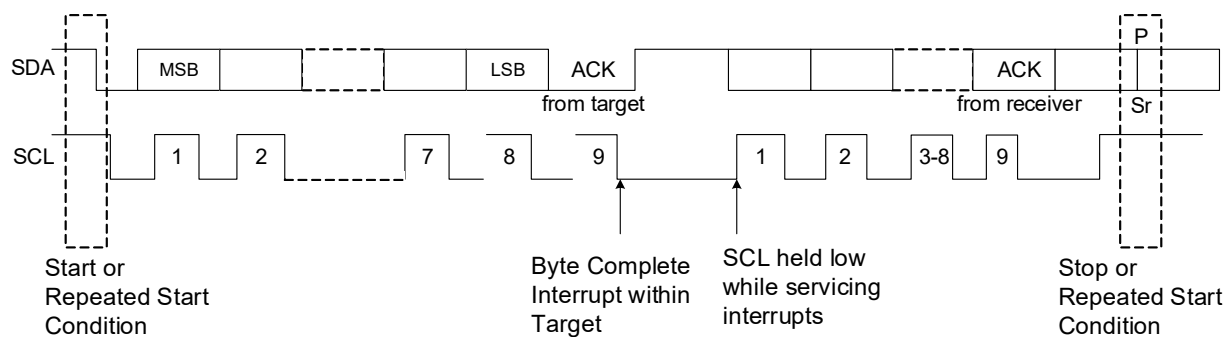 P
SDA MSB LSB ACK ACK
from target from receiver Sr
SCL 1 2 7 8 9 1 2 3-8 9
Start or
Repeated Start
Condition
Byte Complete
Interrupt within
Target
SCL held low
while servicing
interrupts
Stop or
Repeated Start
Condition